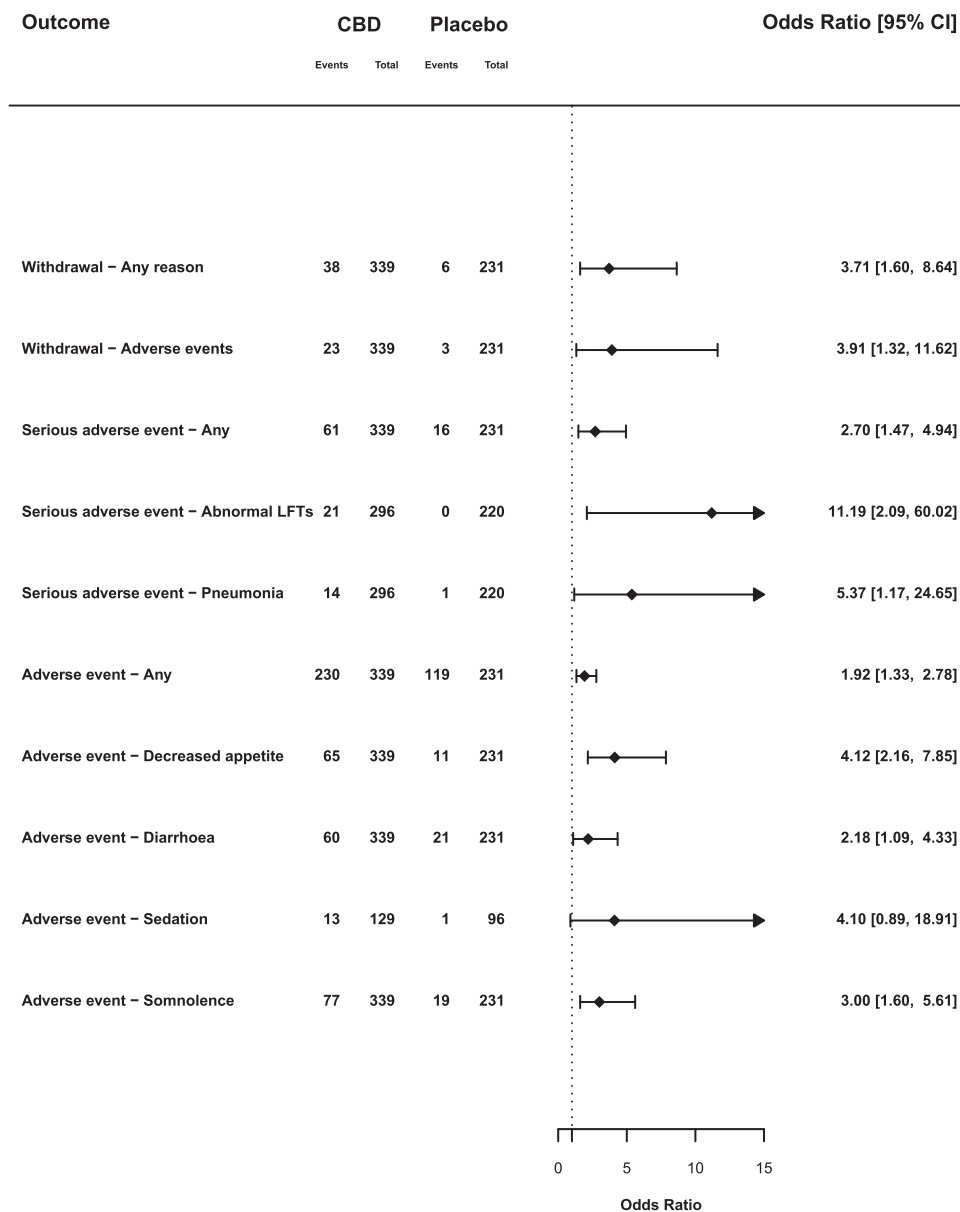 Outcome CBD Placebo Odds Ratio [95% CI]
Events Total Events Total
Withdrawal − Any reason 38 339 6 231 3.71 [1.60, 8.64]
Withdrawal − Adverse events 23 339 3 231 3.91 [1.32, 11.62]
Serious adverse event − Any 61 339 16 231 2.70 [1.47, 4.94]
Serious adverse event − Abnormal LFTs 21 296 0 220 11.19 [2.09, 60.02]
Serious adverse event − Pneumonia 14 296 1 220 5.37 [1.17, 24.65]
Adverse event − Any 230 339 119 231 1.92 [1.33, 2.78]
Adverse event − Decreased appetite 65 339 11 231 4.12 [2.16, 7.85]
Adverse event − Diarrhoea 60 339 21 231 2.18 [1.09, 4.33]
Adverse event − Sedation 13 129 1 96 4.10 [0.89, 18.91]
Adverse event − Somnolence 77 339 19 231 3.00 [1.60, 5.61]
0 5 10 15
Odds Ratio